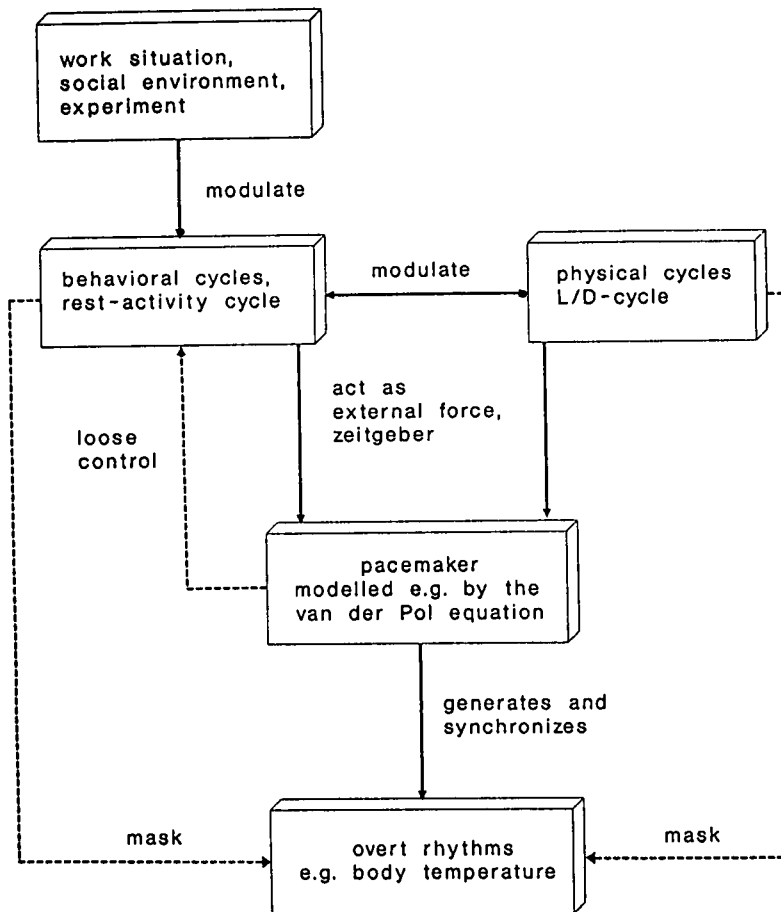 work situation,
social environment,
experiment
modulate
behavioral cycles,
rest-activity cycle
modulate
physical cycles
L/D-cycle
act as
external force,
zeitgeber
loose
control
pacemaker
modelled e.g. by the
van der Pol equation
generates and
synchronizes
mask
overt rhythms
e.g. body temperature
mask